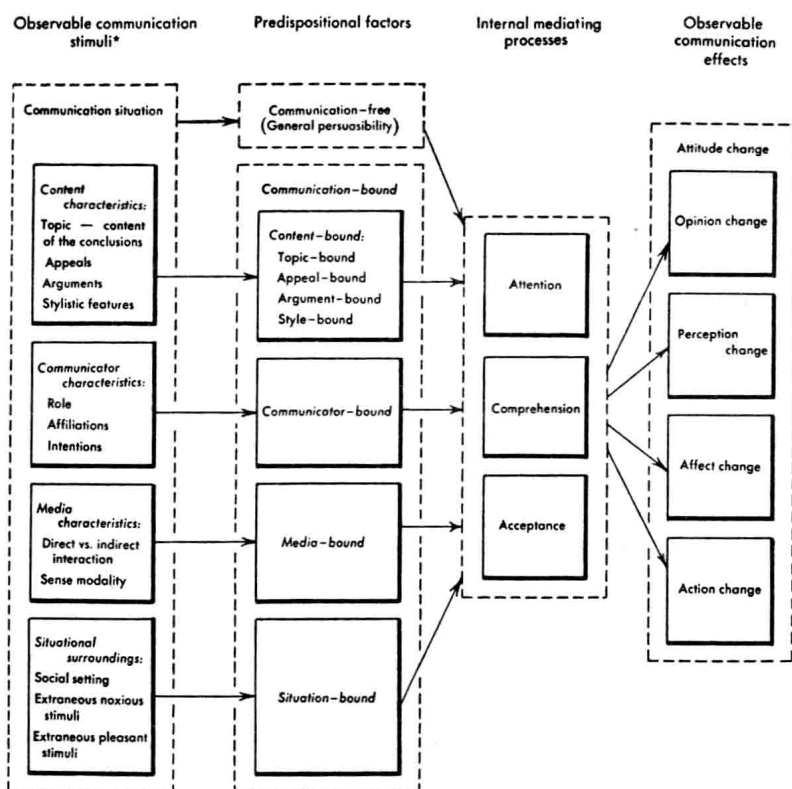 Observable communication
stimuli*
Predispositional factors
Internal mediating
processes
Observable
communication
effects
Communication situation
Content
characteristics:
Topic — content
of the conclusions
Appeals
Arguments
Stylistic features
Communicator
characteristics:
Role
Affiliations
Intentions
Media
characteristics:
Direct vs. indirect
interaction
Sense modality
Situational
surroundings:
Social setting
Extraneous noxious
stimuli
Extraneous pleasant
stimuli
Communication-free
(General persuasibility)
Communication-bound
Content-bound:
Topic-bound
Appeal-bound
Argument-bound
Style-bound
Communicator-bound
Media-bound
Situation-bound
Attention
Comprehension
Acceptance
Attitude change
Opinion change
Perception
change
Affect change
Action change